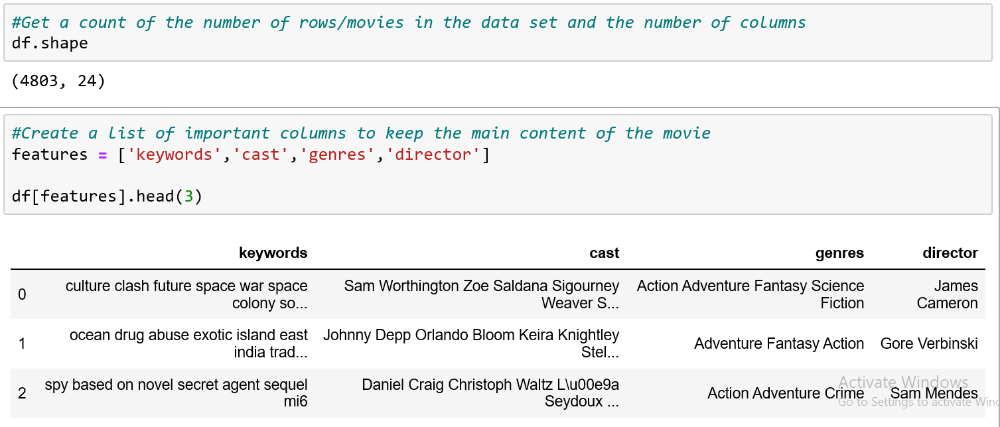 #Get a count of the number of rows/movies in the data set and the number of columns
df.shape
(4803, 24)
#Create a list of important columns to keep the main content of the movie
features = ['keywords','cast','genres','director']
df[features].head(3)
keywords cast genres director
0 culture clash future space war space colony so... Sam Worthington Zoe Saldana Sigourney Weaver S... Action Adventure Fantasy Science Fiction James Cameron
1 ocean drug abuse exotic island east india trad... Johnny Depp Orlando Bloom Keira Knightley Stel... Adventure Fantasy Action Gore Verbinski
2 spy based on novel secret agent sequel mi6 Daniel Craig Christoph Waltz L\u00e9a Seydoux ... Action Adventure Crime Sam Mendes
Activate Windows
Go to Settings to activate Winc